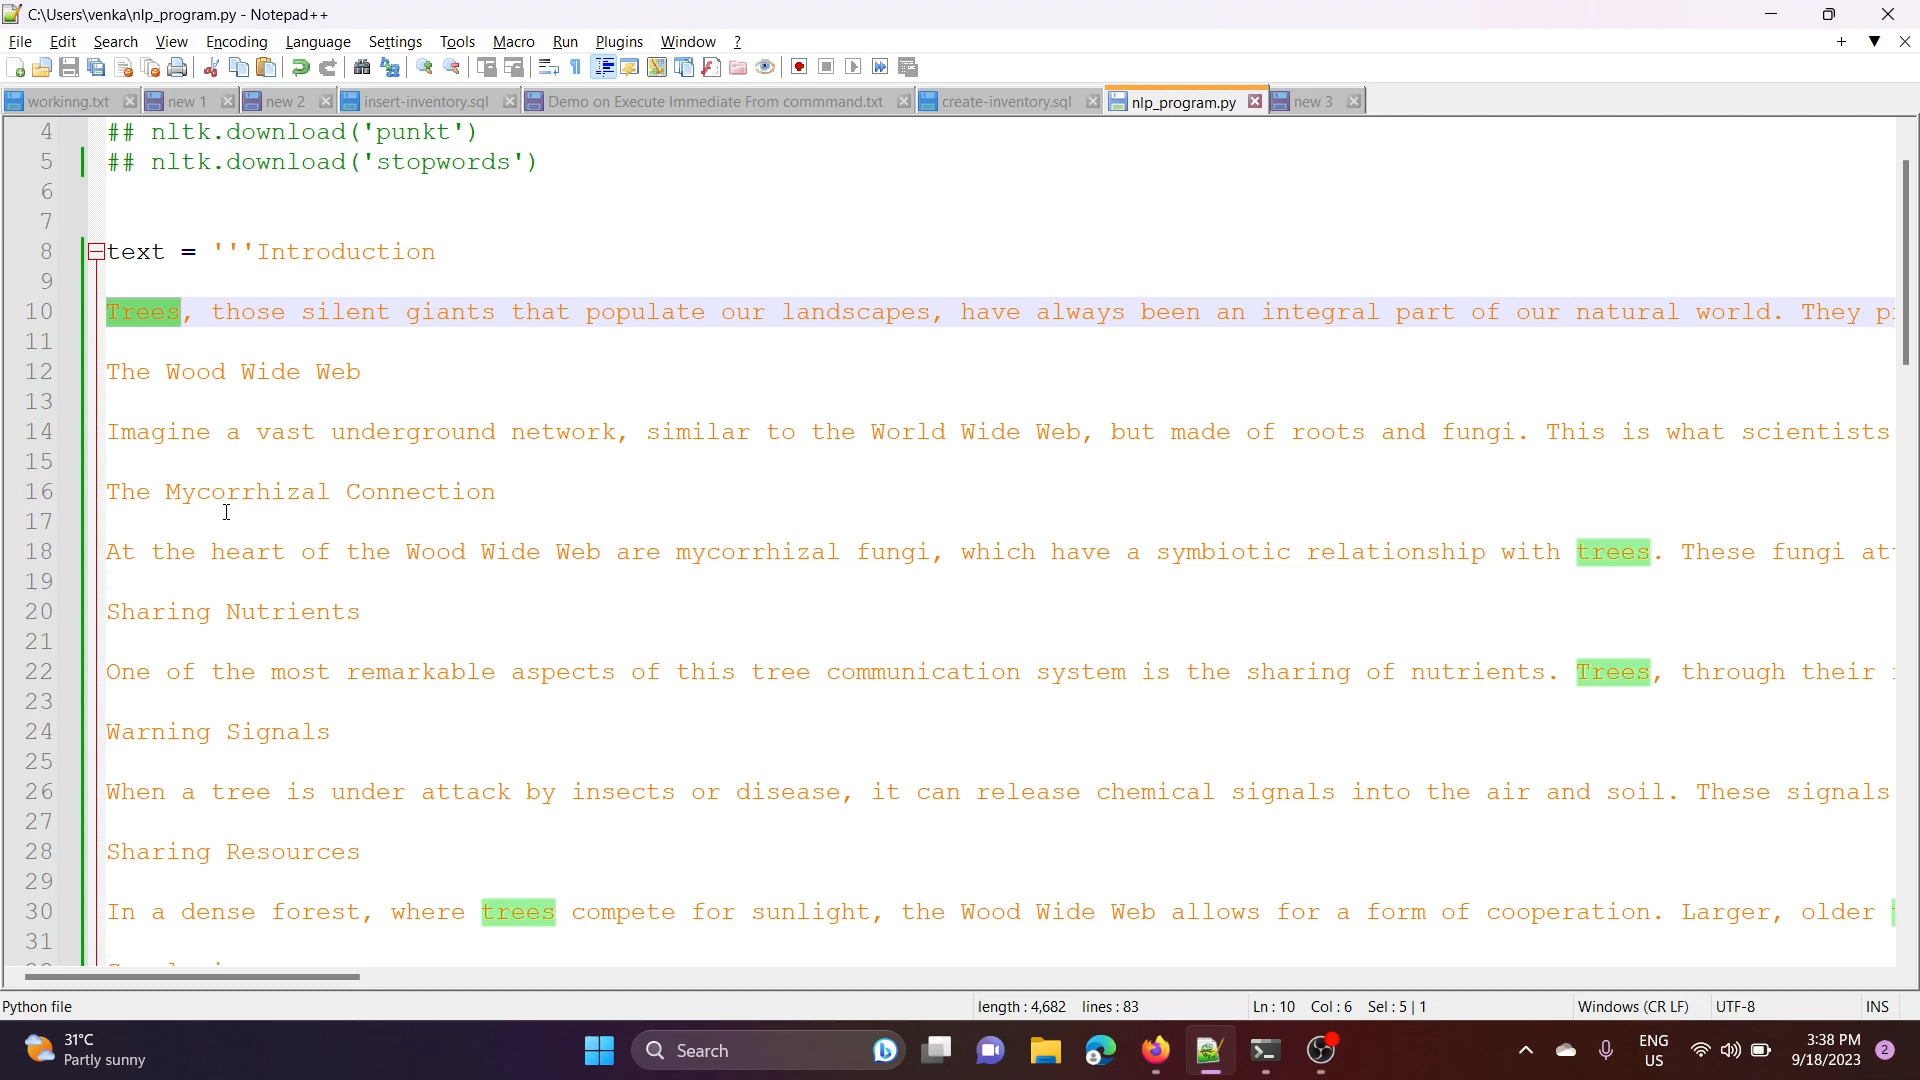 C:\Users\venka\nlp_program.py - Notepad++
File Edit Search View Encoding Language Settings Tools Macro Run Plugins Window ?
workinng.txt new 1 new 2 insert-inventory.sql Demo on Execute Immediate From commmand.txt create-inventory.sql nlp_program.py new 3
4 ## nltk.download('punkt')
5 ## nltk.download('stopwords')
6
7
8 text = '''Introduction
9
10 Trees, those silent giants that populate our landscapes, have always been an integral part of our natural world. They
11
12 The Wood Wide Web
13
14 Imagine a vast underground network, similar to the World Wide Web, but made of roots and fungi. This is what scientists
15
16 The Mycorrhizal Connection
17
18 At the heart of the Wood Wide Web are mycorrhizal fungi, which have a symbiotic relationship with trees. These fungi
19
20 Sharing Nutrients
21
22 One of the most remarkable aspects of this tree communication system is the sharing of nutrients. Trees, through their
23
24 Warning Signals
25
26 When a tree is under attack by insects or disease, it can release chemical signals into the air and soil. These signals
27
28 Sharing Resources
29
30 In a dense forest, where trees compete for sunlight, the Wood Wide Web allows for a form of cooperation. Larger, older
31
Python file length : 4,682 lines : 83 Ln : 10 Col : 6 Sel : 5 | 1 Windows (CR LF) UTF-8 INS
31°C
Partly sunny
Search
ENG
US
3:38 PM
9/18/2023
2